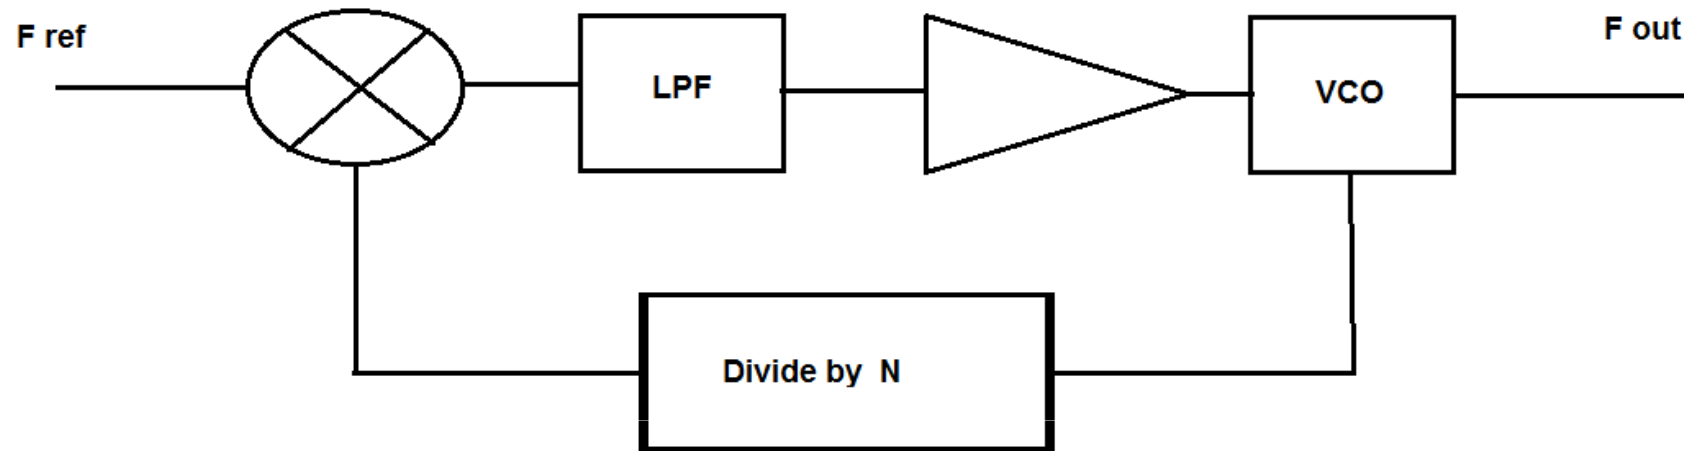 F ref
LPF
VCO
F out
Divide by  N